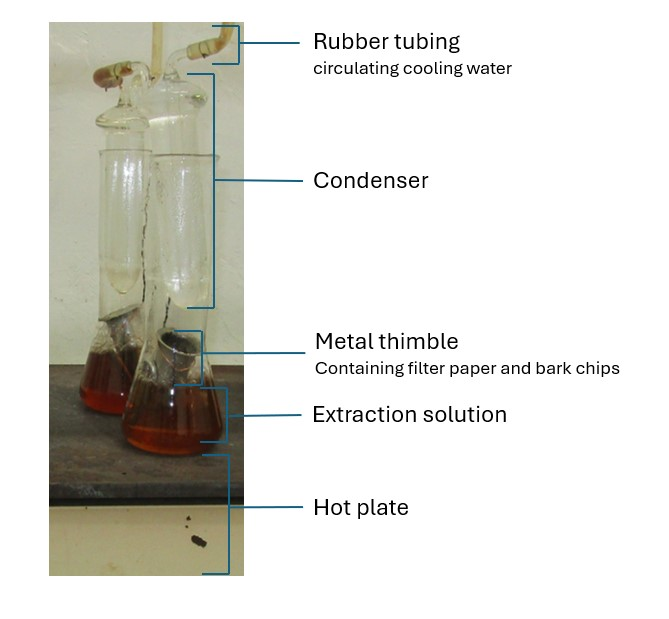 Rubber tubing
circulating cooling water
Condenser
Metal thimble
Containing filter paper and bark chips
Extraction solution
Hot plate